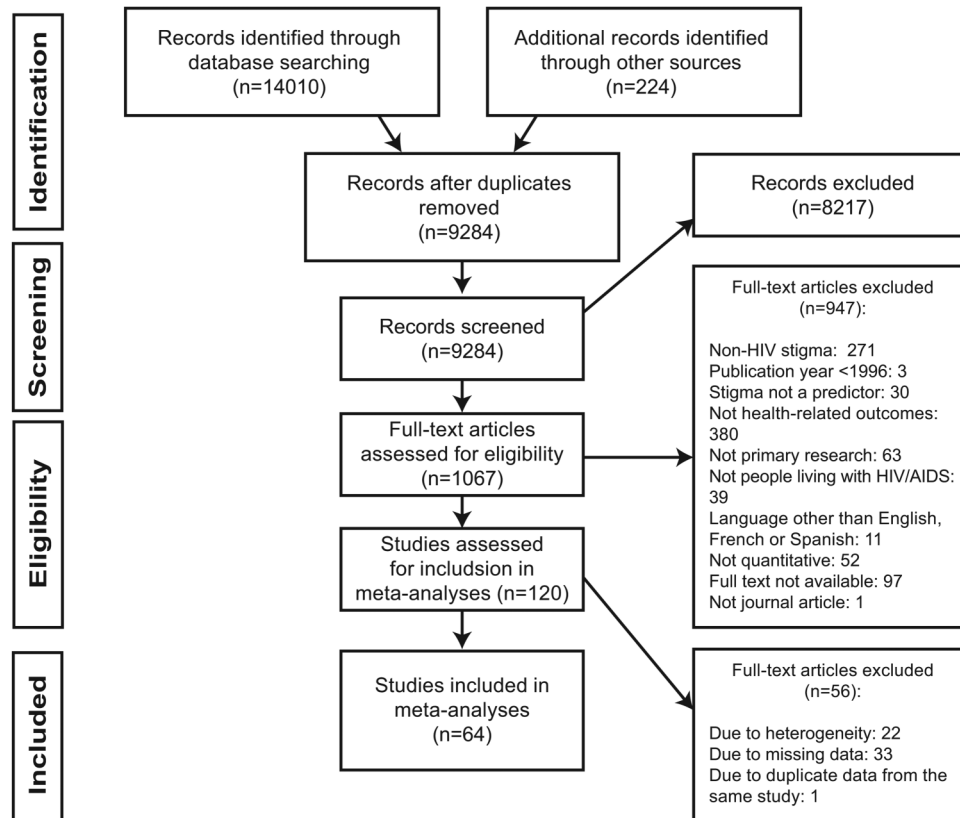 Identification
Records identified through
database searching
(n=14010)
Additional records identified
through other sources
(n=224)
Records after duplicates
removed
(n=9284)
Records excluded
(n=8217)
Screening
Records screened
(n=9284)
Full-text articles excluded
(n=947):
Non-HIV stigma: 271
Publication year <1996: 3
Stigma not a predictor: 30
Not health-related outcomes:
380
Not primary research: 63
Not people living with HIV/AIDS:
39
Language other than English,
French or Spanish: 11
Not quantitative: 52
Full text not available: 97
Not journal article: 1
Eligibility
Full-text articles
assessed for eligibility
(n=1067)
Studies assessed
for includsion in
meta-analyses (n=120)
Included
Studies included in
meta-analyses
(n=64)
Full-text articles excluded
(n=56):
Due to heterogeneity: 22
Due to missing data: 33
Due to duplicate data from the
same study: 1